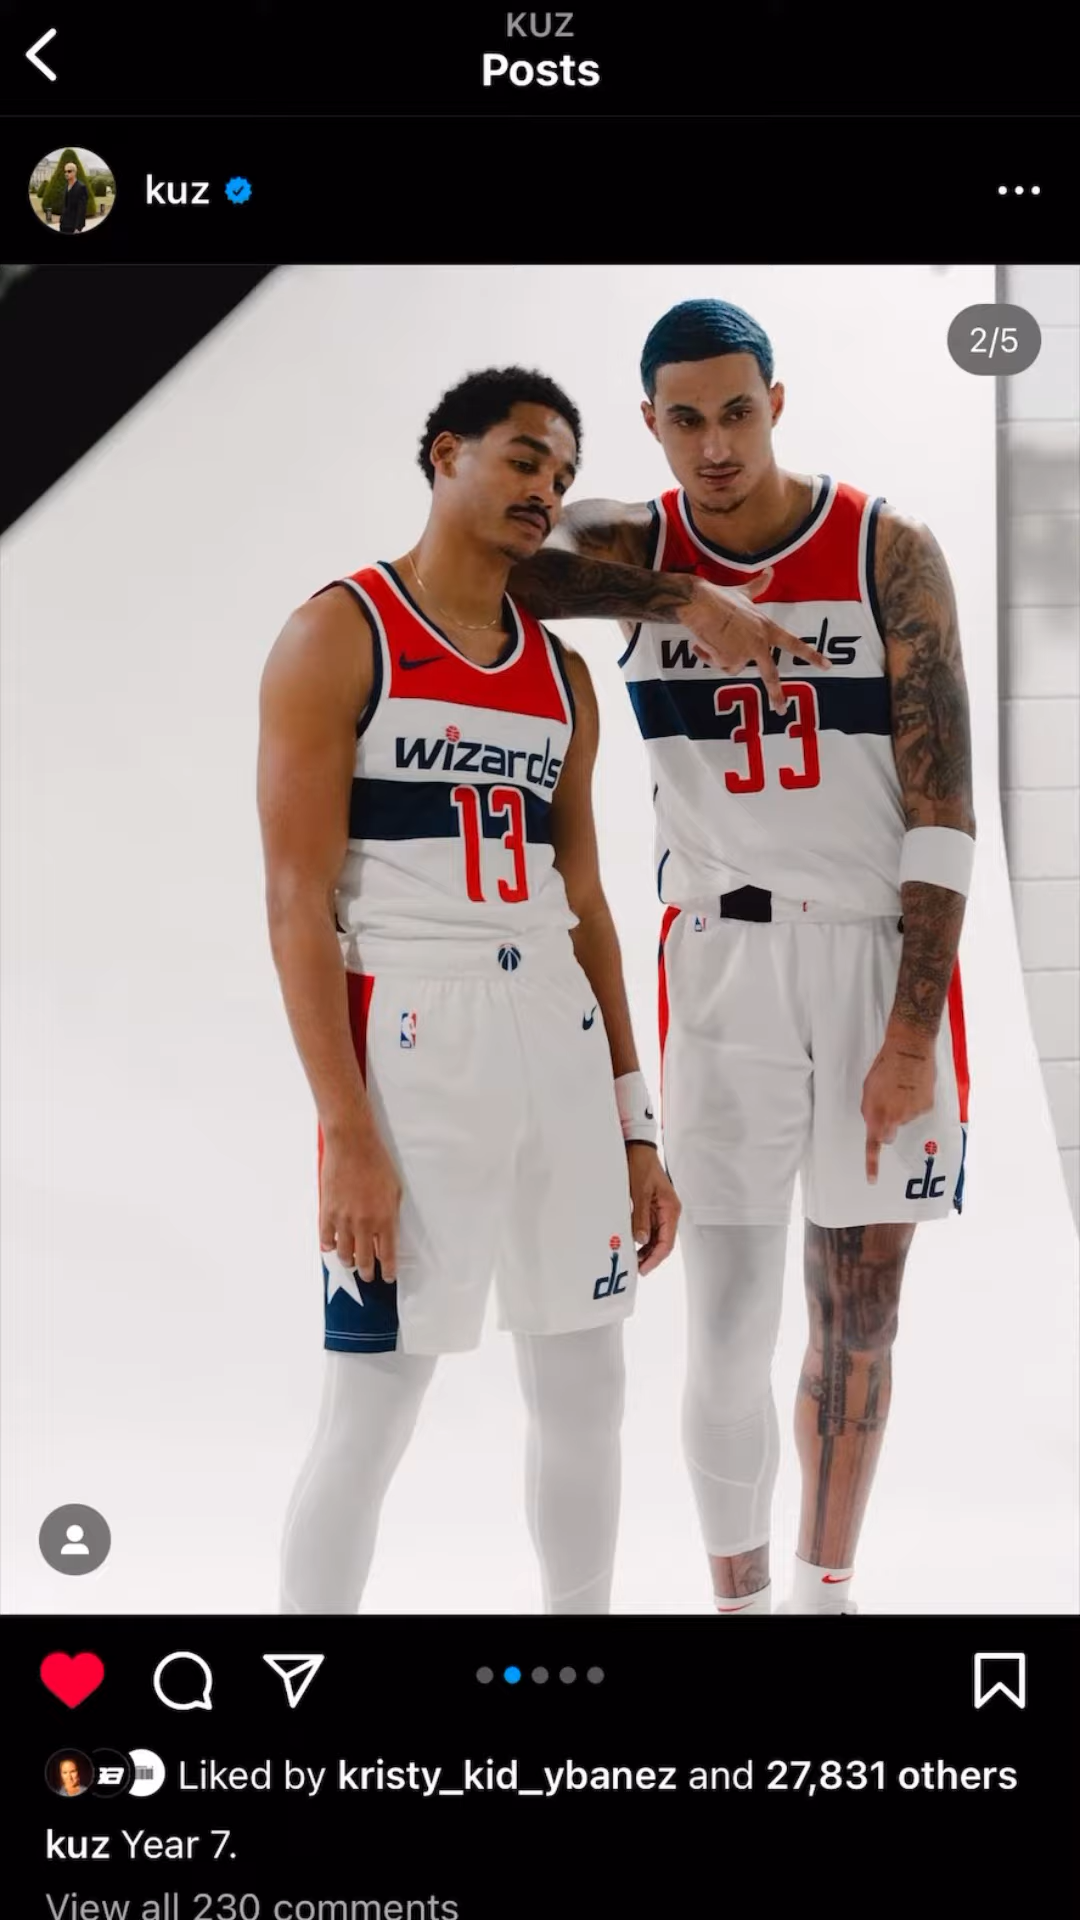 KUZ
Posts
kuz
2/5
wizards
33
wizards
13
dc
dc
Liked by kristy_kid_ybanez and 27,831 others
kuz Year 7.
View all 230 comments